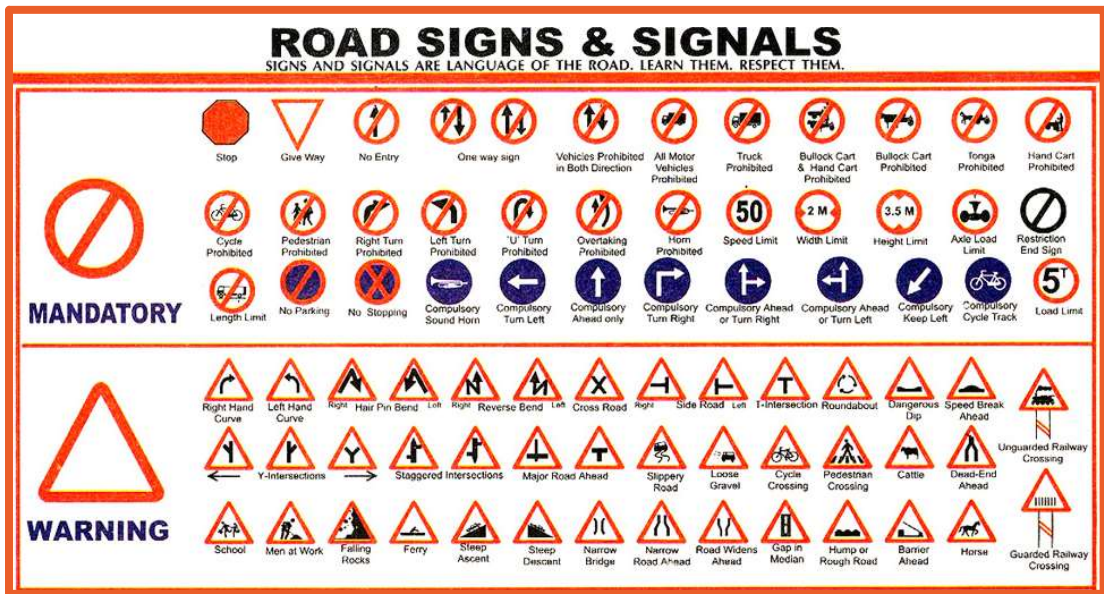 ROAD SIGNS & SIGNALS
SIGNS AND SIGNALS ARE LANGUAGE OF THE ROAD. LEARN THEM. RESPECT THEM.
Stop
Give Way
No Entry
One way sign
Vehicles Prohibited
in Both Direction
All Motor
Vehicles
Prohibited
Truck
Prohibited
Bullock Cart
& Hand Cart
Prohibited
Bullock Cart
Prohibited
Tonga
Prohibited
Hand Cart
Prohibited
50
2 M
3.5 M
Cycle
Prohibited
Pedestrian
Prohibited
Right Turn
Prohibited
Left Turn
Prohibited
'U' Turn
Prohibited
Overtaking
Prohibited
Horn
Prohibited
Speed Limit
Width Limit
Height Limit
Axle Load
Limit
Restriction
End Sign
MANDATORY
5T
Length Limit
No Parking
No Stopping
Compulsory
Sound Horn
Compulsory
Turn Left
Compulsory
Ahead only
Compulsory
Turn Right
Compulsory Ahead
or Turn Right
Compulsory Ahead
or Turn Left
Compulsory
Keep Left
Compulsory
Cycle Track
Load Limit
Right Hand
Curve
Left Hand
Curve
Right Hair Pin Bend Left
Right Reverse Bend Left
Cross Road
Right Side Road Left
T-Intersection
Roundabout
Dangerous
Dip
Speed Break
Ahead
Unguarded Railway
Crossing
Y-Intersections
Staggered Intersections
Major Road Ahead
Slippery
Road
Loose
Gravel
Cycle
Crossing
Pedestrian
Crossing
Cattle
Dead-End
Ahead
WARNING
School
Men at Work
Falling
Rocks
Ferry
Steep
Ascent
Steep
Descent
Narrow
Bridge
Narrow
Road Ahead
Road Widens
Ahead
Gap in
Median
Hump or
Rough Road
Barrier
Ahead
Horse
Guarded Railway
Crossing